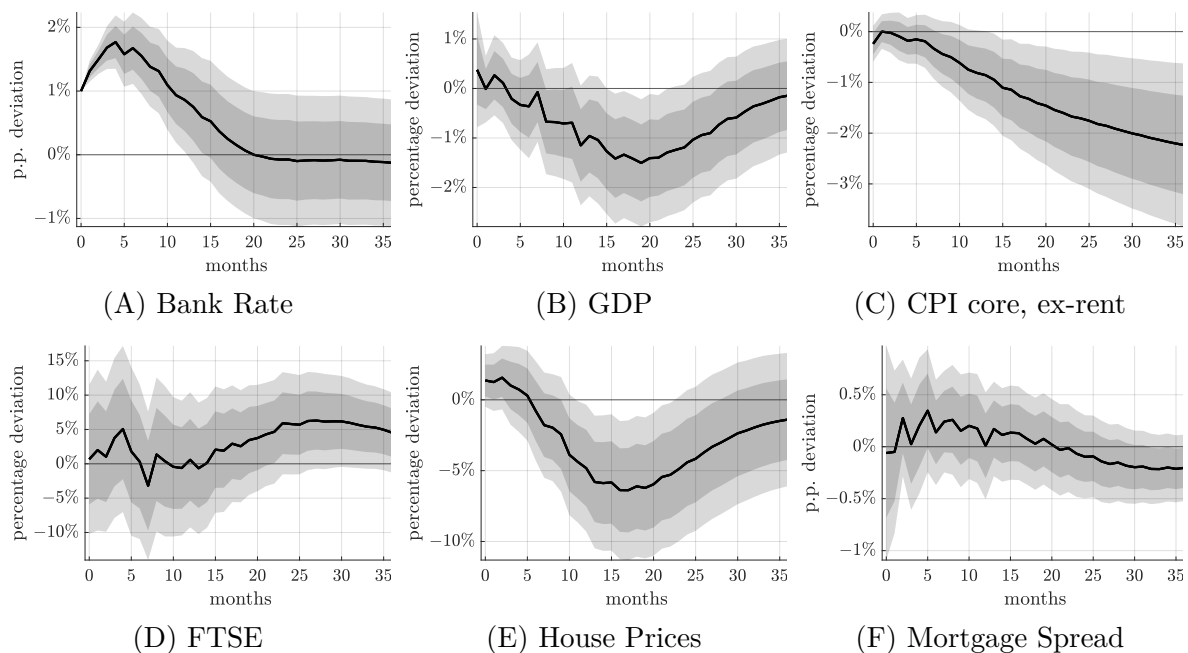 2%
1%
0%
−1%
p.p. deviation
0 5 10 15 20 25 30 35
months
(A) Bank Rate
1%
0%
−1%
−2%
percentage deviation
0 5 10 15 20 25 30 35
months
(B) GDP
0%
−1%
−2%
−3%
percentage deviation
0 5 10 15 20 25 30 35
months
(C) CPI core, ex-rent
15%
10%
5%
0%
−5%
−10%
percentage deviation
0 5 10 15 20 25 30 35
months
(D) FTSE
0%
−5%
−10%
percentage deviation
0 5 10 15 20 25 30 35
months
(E) House Prices
0.5%
0%
−0.5%
−1%
p.p. deviation
0 5 10 15 20 25 30 35
months
(F) Mortgage Spread